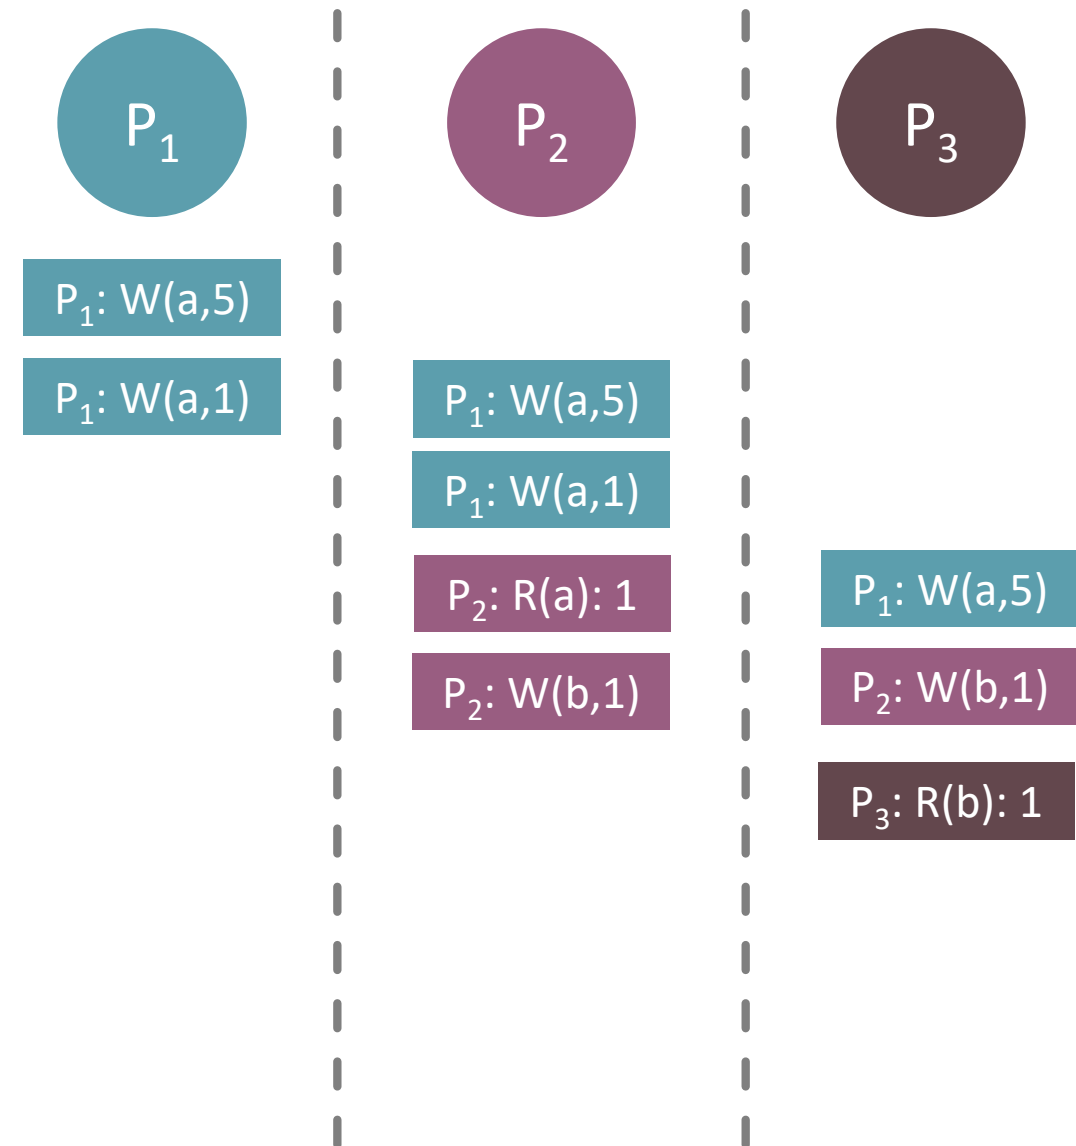 P₁
P₂
P₃
P₁: W(a,5)
P₁: W(a,1)
P₁: W(a,5)
P₁: W(a,1)
P₂: R(a): 1
P₂: W(b,1)
P₁: W(a,5)
P₂: W(b,1)
P₃: R(b): 1